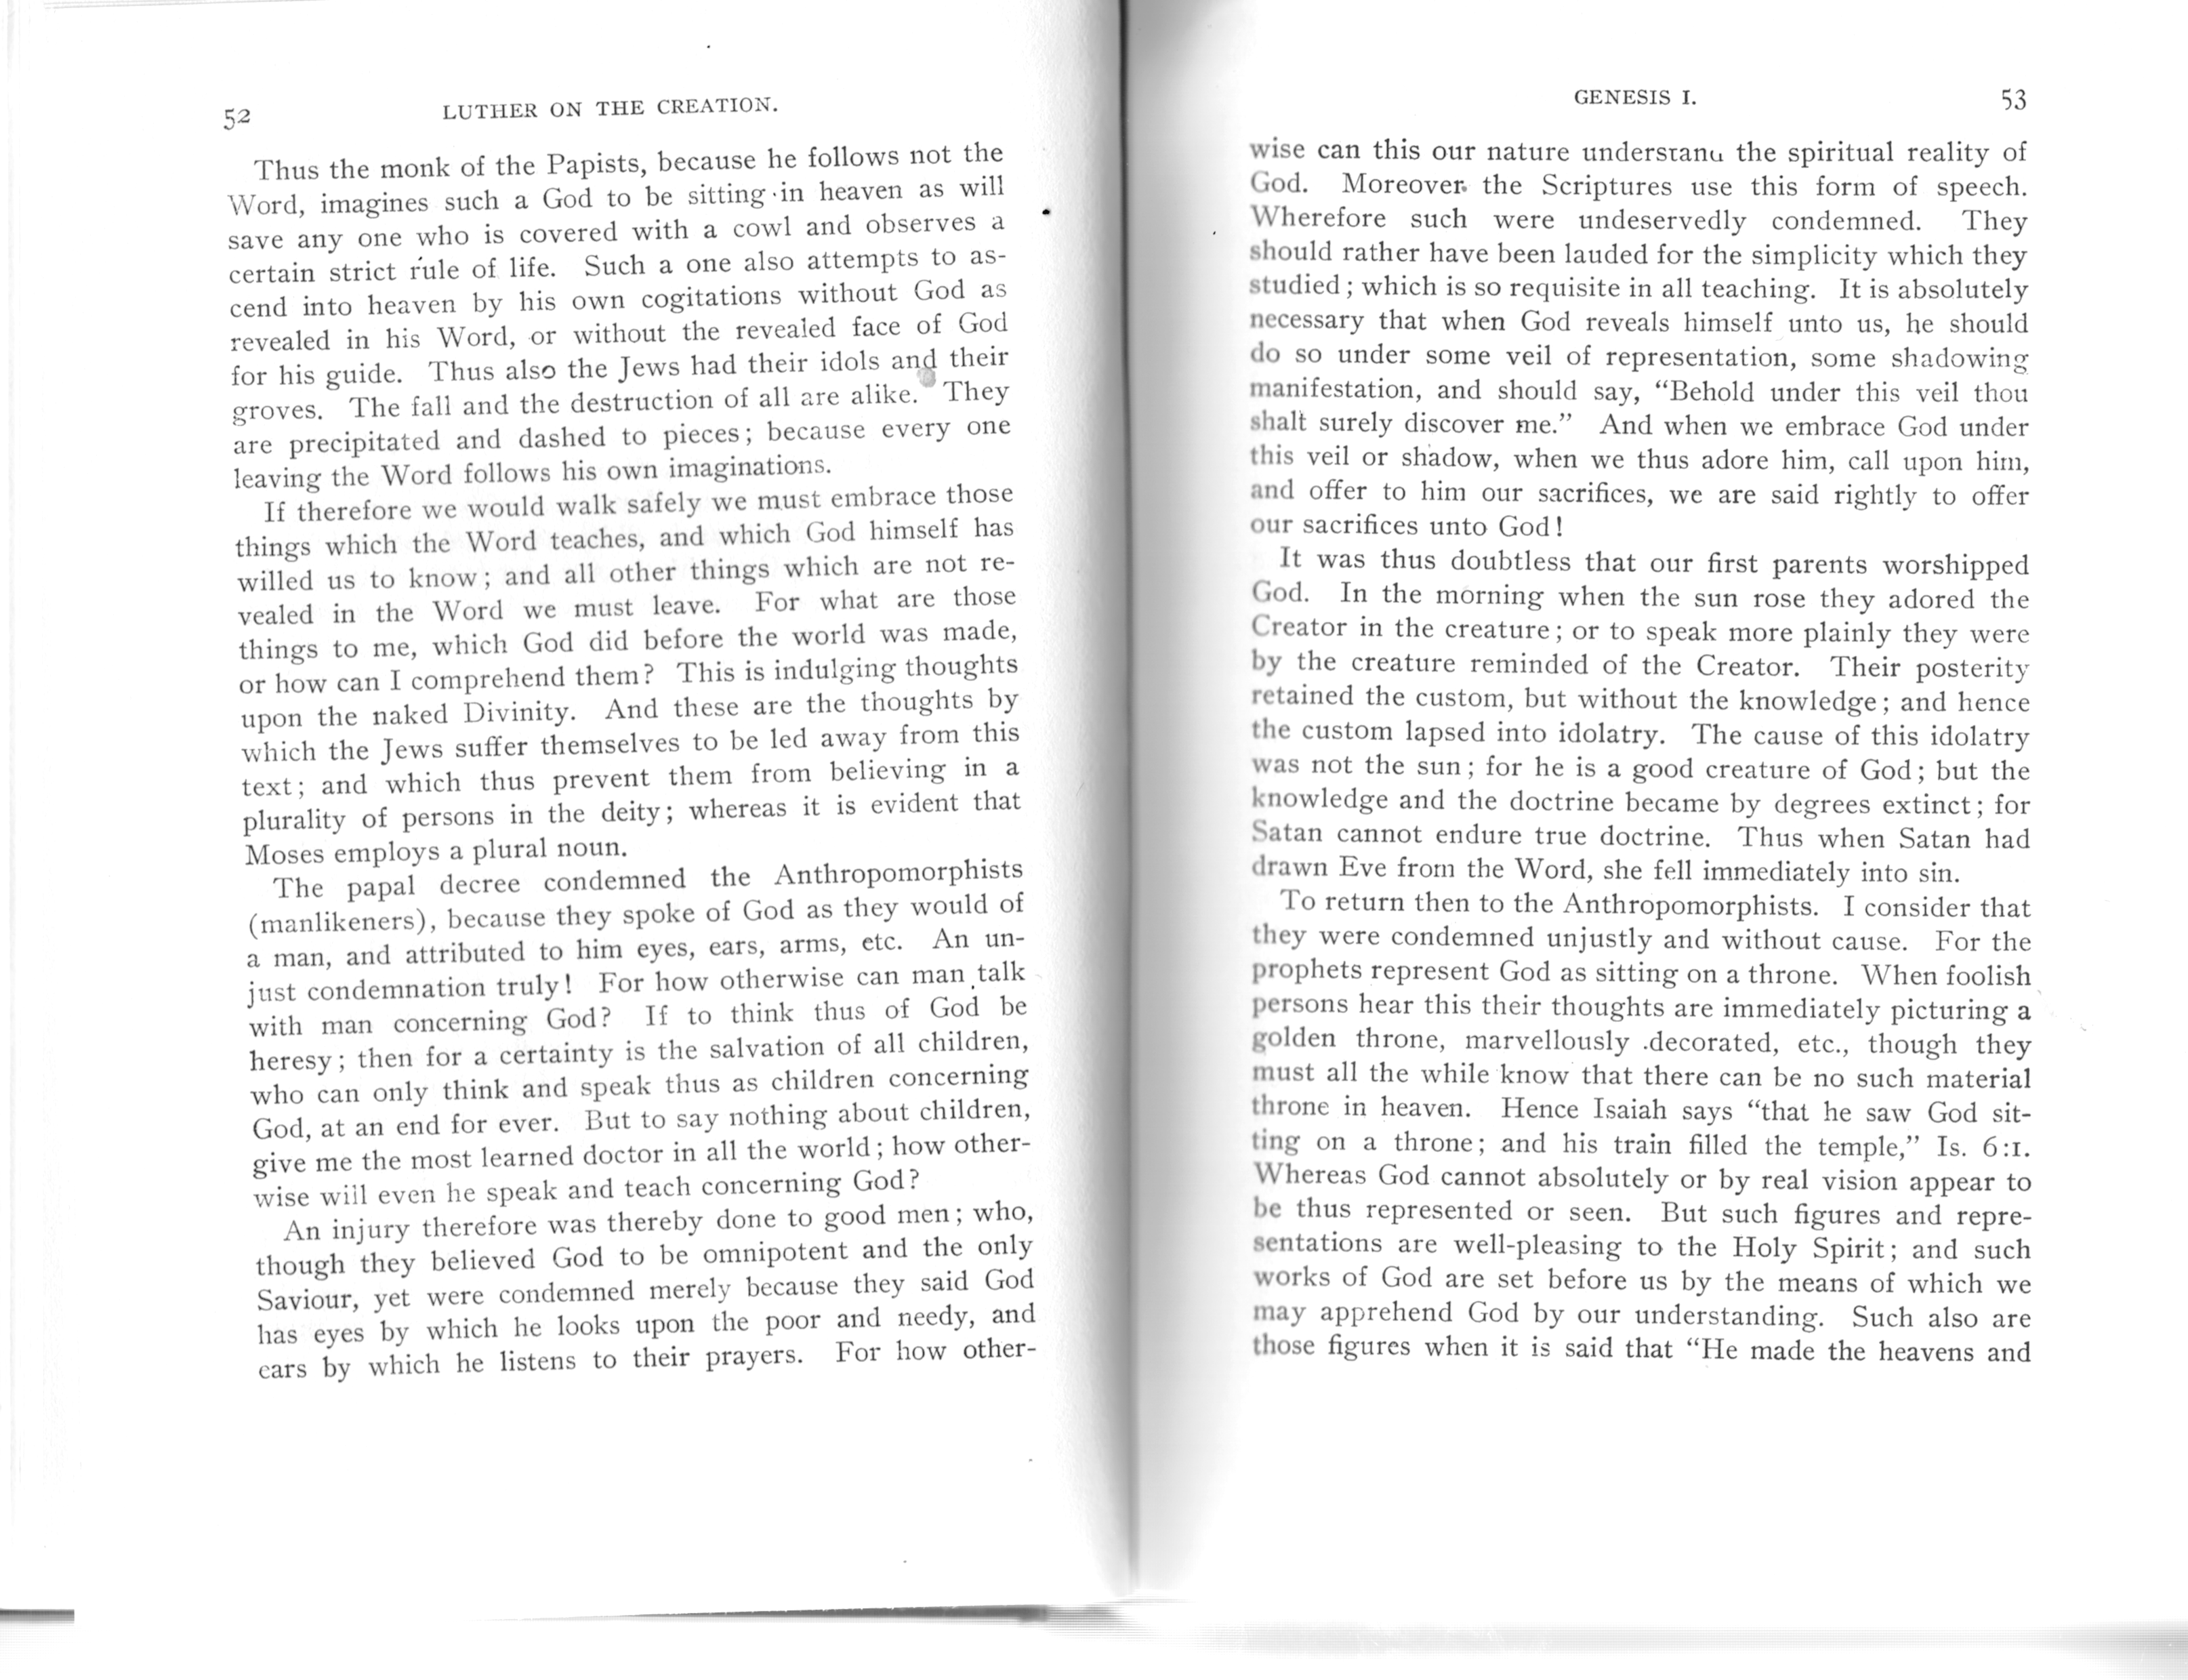 52
LUTHER ON THE CREATION.
Thus the monk of the Papists, because he follows not the
Word, imagines such a God to be sitting in heaven as will
save any one who is covered with a cowl and observes a
certain strict rule of life. Such a one also attempts to as-
cend into heaven by his own cogitations without God as
revealed in his Word, or without the revealed face of God
for his guide. Thus also the Jews had their idols and their
groves. The fall and the destruction of all are alike. They
are precipitated and dashed to pieces; because every one
leaving the Word follows his own imaginations.
If therefore we would walk safely we must embrace those
things which the Word teaches, and which God himself has
willed us to know; and all other things which are not re-
vealed in the Word we must leave. For what are those
things to me, which God did before the world was made,
or how can I comprehend them? This is indulging thoughts
upon the naked Divinity. And these are the thoughts by
which the Jews suffer themselves to be led away from this
text; and which thus prevent them from believing in a
plurality of persons in the deity; whereas it is evident that
Moses employs a plural noun.
The papal decree condemned the Anthropomorphists
(manlikeners), because they spoke of God as they would of
a man, and attributed to him eyes, ears, arms, etc. An un-
just condemnation truly! For how otherwise can man talk
with man concerning God? If to think thus of God be
heresy; then for a certainty is the salvation of all children,
who can only think and speak thus as children concerning
God, at an end for ever. But to say nothing about children,
give me the most learned doctor in all the world; how other-
wise will even he speak and teach concerning God?
An injury therefore was thereby done to good men; who,
though they believed God to be omnipotent and the only
Saviour, yet were condemned merely because they said God
has eyes by which he looks upon the poor and needy, and
ears by which he listens to their prayers. For how other-
GENESIS I.
53
wise can this our nature understand the spiritual reality of
God. Moreover the Scriptures use this form of speech.
Wherefore such were undeservedly condemned. They
should rather have been lauded for the simplicity which they
studied; which is so requisite in all teaching. It is absolutely
necessary that when God reveals himself unto us, he should
do so under some veil of representation, some shadowing
manifestation, and should say, “Behold under this veil thou
shalt surely discover me.” And when we embrace God under
this veil or shadow, when we thus adore him, call upon him,
and offer to him our sacrifices, we are said rightly to offer
our sacrifices unto God!
It was thus doubtless that our first parents worshipped
God. In the morning when the sun rose they adored the
Creator in the creature; or to speak more plainly they were
by the creature reminded of the Creator. Their posterity
retained the custom, but without the knowledge; and hence
the custom lapsed into idolatry. The cause of this idolatry
was not the sun; for he is a good creature of God; but the
knowledge and the doctrine became by degrees extinct; for
Satan cannot endure true doctrine. Thus when Satan had
drawn Eve from the Word, she fell immediately into sin.
To return then to the Anthropomorphists. I consider that
they were condemned unjustly and without cause. For the
prophets represent God as sitting on a throne. When foolish
persons hear this their thoughts are immediately picturing a
golden throne, marvellously decorated, etc., though they
must all the while know that there can be no such material
throne in heaven. Hence Isaiah says “that he saw God sit-
ting on a throne; and his train filled the temple,” Is. 6:1.
Whereas God cannot absolutely or by real vision appear to
be thus represented or seen. But such figures and repre-
sentations are well-pleasing to the Holy Spirit; and such
works of God are set before us by the means of which we
may apprehend God by our understanding. Such also are
those figures when it is said that “He made the heavens and